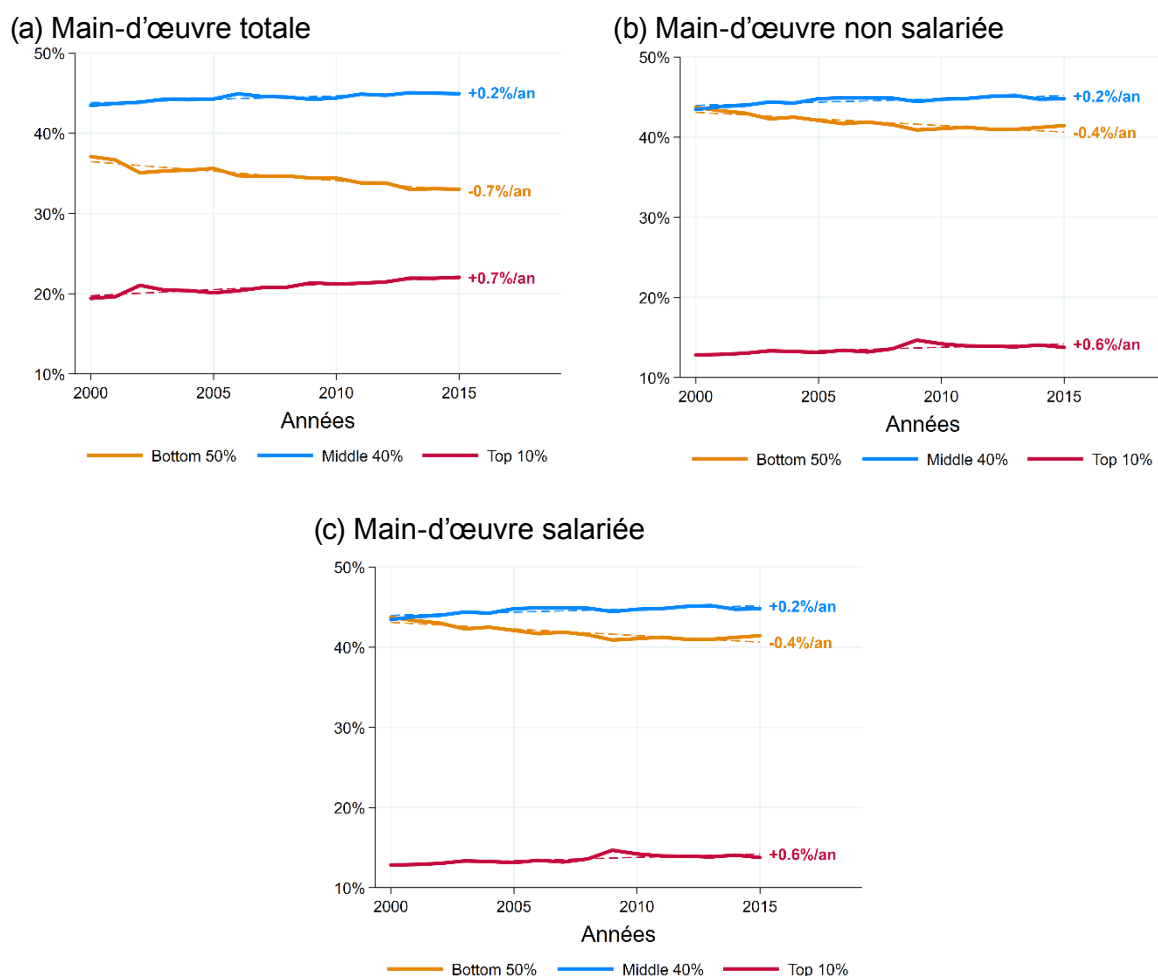 (a) Main-d'œuvre totale
50%
40%
30%
20%
10%
+0.2%/an
-0.7%/an
+0.7%/an
2000 2005 2010 2015
Années
Bottom 50% Middle 40% Top 10%
(b) Main-d'œuvre non salariée
50%
40%
30%
20%
10%
+0.2%/an
-0.4%/an
+0.6%/an
2000 2005 2010 2015
Années
Bottom 50% Middle 40% Top 10%
(c) Main-d'œuvre salariée
50%
40%
30%
20%
10%
+0.2%/an
-0.4%/an
+0.6%/an
2000 2005 2010 2015
Années
Bottom 50% Middle 40% Top 10%